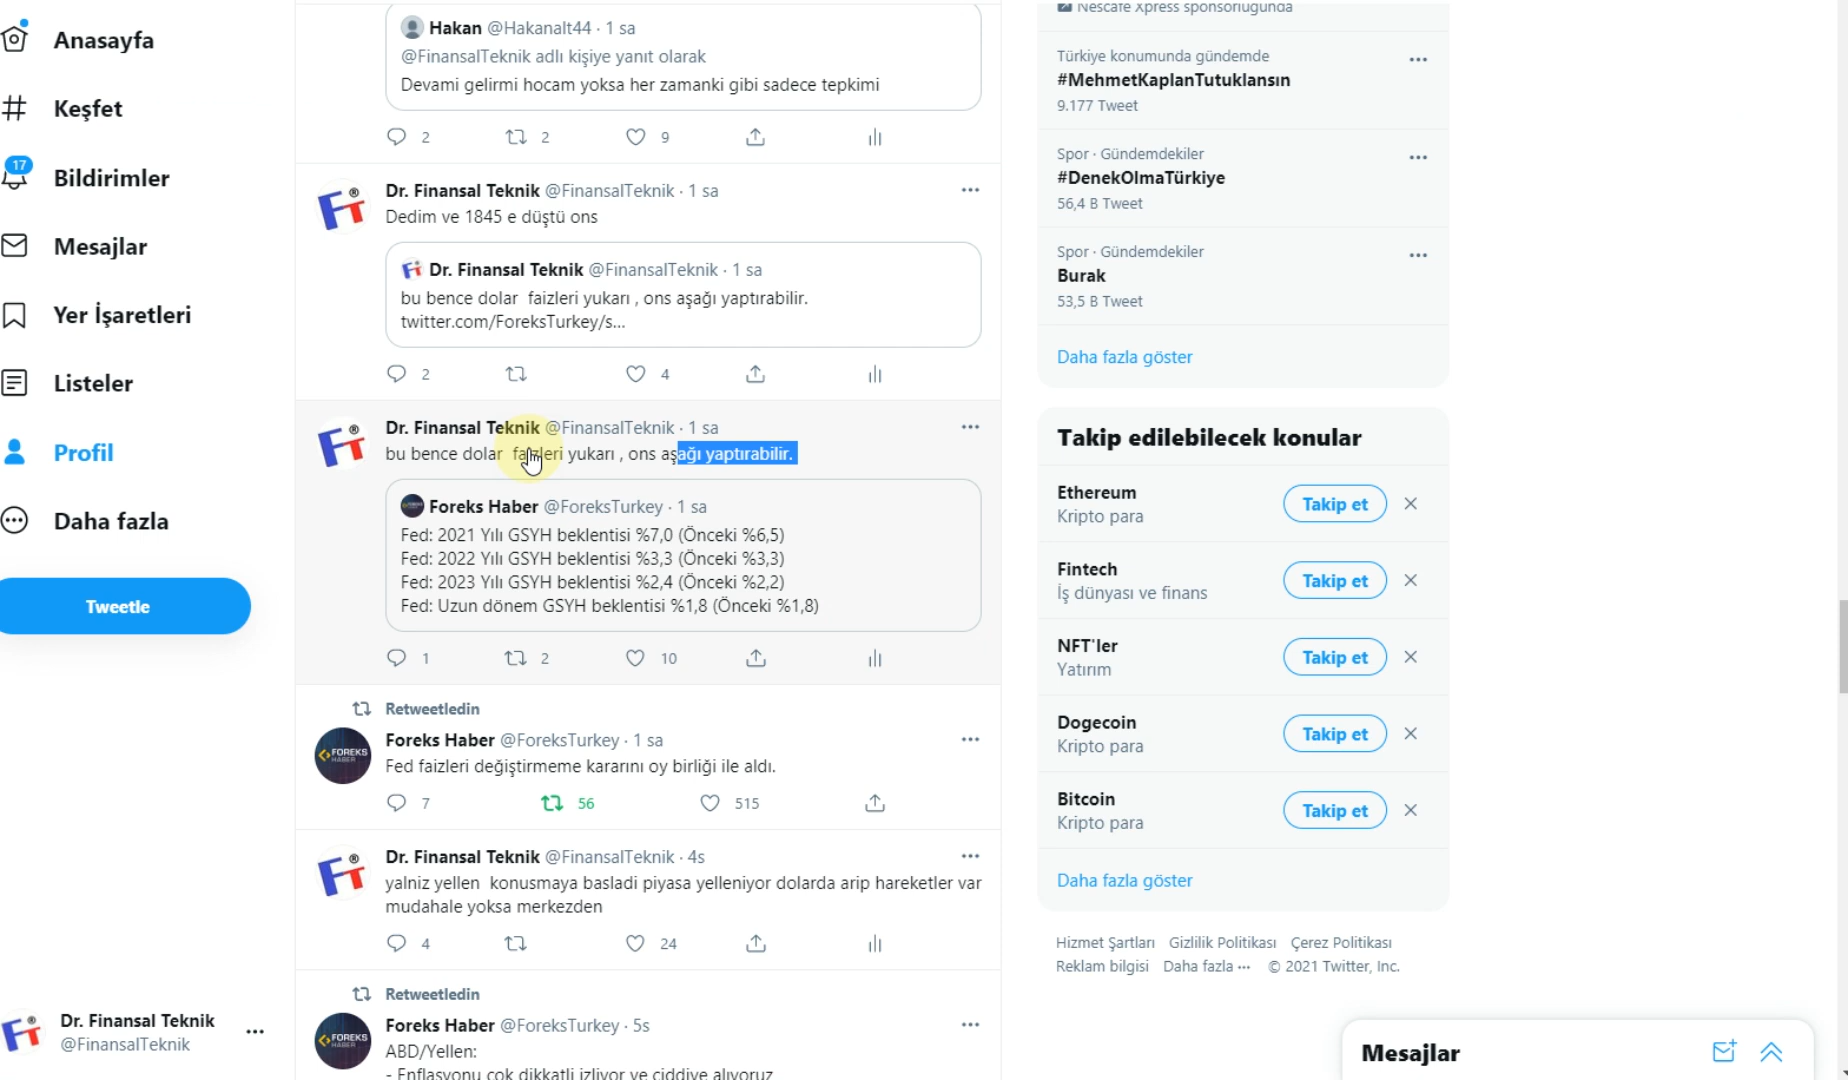 Anasayfa
Keşfet
17
Bildirimler
Mesajlar
Yer İşaretleri
Listeler
Profil
Daha fazla
Tweetle
Dr. Finansal Teknik
@FinansalTeknik
Hakan @Hakanalt44 · 1 sa
@FinansalTeknik adlı kişiye yanıt olarak
Devami gelirmi hocam yoksa her zamanki gibi sadece tepkimi
2 2 9
Dr. Finansal Teknik @FinansalTeknik · 1 sa
Dedim ve 1845 e düştü ons
Dr. Finansal Teknik @FinansalTeknik · 1 sa
bu bence dolar faizleri yukarı , ons aşağı yaptırabilir.
twitter.com/ForeksTurkey/s...
2 4
Dr. Finansal Teknik @FinansalTeknik · 1 sa
bu bence dolar faizleri yukarı , ons aşağı yaptırabilir.
Foreks Haber @ForeksTurkey · 1 sa
Fed: 2021 Yılı GSYH beklentisi %7,0 (Önceki %6,5)
Fed: 2022 Yılı GSYH beklentisi %3,3 (Önceki %3,3)
Fed: 2023 Yılı GSYH beklentisi %2,4 (Önceki %2,2)
Fed: Uzun dönem GSYH beklentisi %1,8 (Önceki %1,8)
1 2 10
Retweetledin
FOREKS
HABER
Foreks Haber @ForeksTurkey · 1 sa
Fed faizleri değiştirmeme kararını oy birliği ile aldı.
7 56 515
Dr. Finansal Teknik @FinansalTeknik · 4s
yalniz yellen konusmaya basladi piyasa yelleniyor dolarda arip hareketler var
mudahale yoksa merkezden
4 24
Retweetledin
FOREKS
HABER
Foreks Haber @ForeksTurkey · 5s
ABD/Yellen:
- Enflasyonu çok dikkatli izliyor ve ciddiye alıyoruz
Nescafe Xpress sponsorluğunda
Türkiye konumunda gündemde
#MehmetKaplanTutuklansın
9.177 Tweet
Spor · Gündemdekiler
#DenekOlmaTürkiye
56,4 B Tweet
Spor · Gündemdekiler
Burak
53,5 B Tweet
Daha fazla göster
Takip edilebilecek konular
Ethereum
Kripto para
Takip et
Fintech
İş dünyası ve finans
Takip et
NFT'ler
Yatırım
Takip et
Dogecoin
Kripto para
Takip et
Bitcoin
Kripto para
Takip et
Daha fazla göster
Hizmet Şartları Gizlilik Politikası Çerez Politikası
Reklam bilgisi Daha fazla ··· © 2021 Twitter, Inc.
Mesajlar